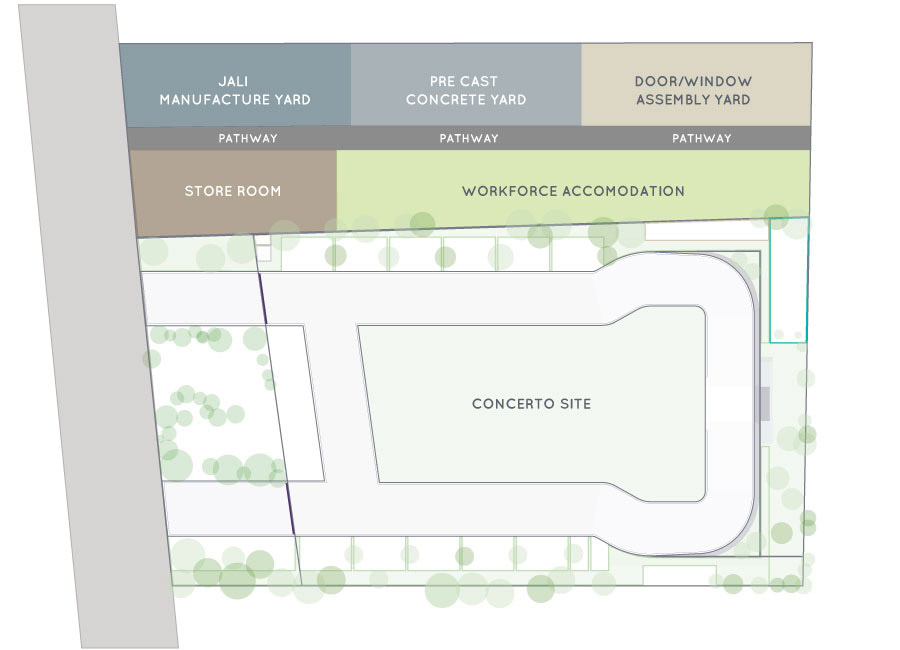 JALI
MANUFACTURE YARD
PRE CAST
CONCRETE YARD
DOOR/WINDOW
ASSEMBLY YARD
PATHWAY
PATHWAY
PATHWAY
STORE ROOM
WORKFORCE ACCOMODATION
CONCERTO SITE